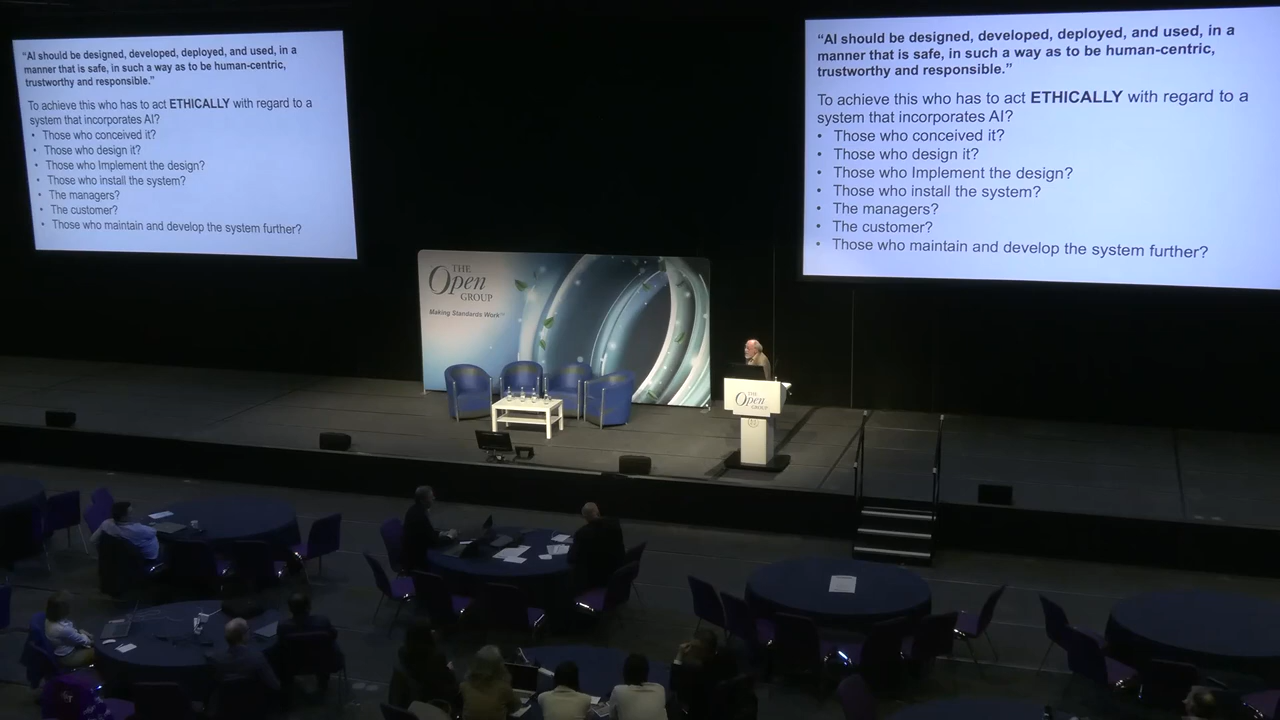 “AI should be designed, developed, deployed, and used, in a
manner that is safe, in such a way as to be human-centric,
trustworthy and responsible.”
To achieve this who has to act ETHICALLY with regard to a
system that incorporates AI?
• Those who conceived it?
• Those who design it?
• Those who Implement the design?
• Those who install the system?
• The managers?
• The customer?
• Those who maintain and develop the system further?
“AI should be designed, developed, deployed, and used, in a
manner that is safe, in such a way as to be human-centric,
trustworthy and responsible.”
To achieve this who has to act ETHICALLY with regard to a
system that incorporates AI?
• Those who conceived it?
• Those who design it?
• Those who Implement the design?
• Those who install the system?
• The managers?
• The customer?
• Those who maintain and develop the system further?
THE
Open
GROUP
Making Standards Work™
THE
Open
GROUP